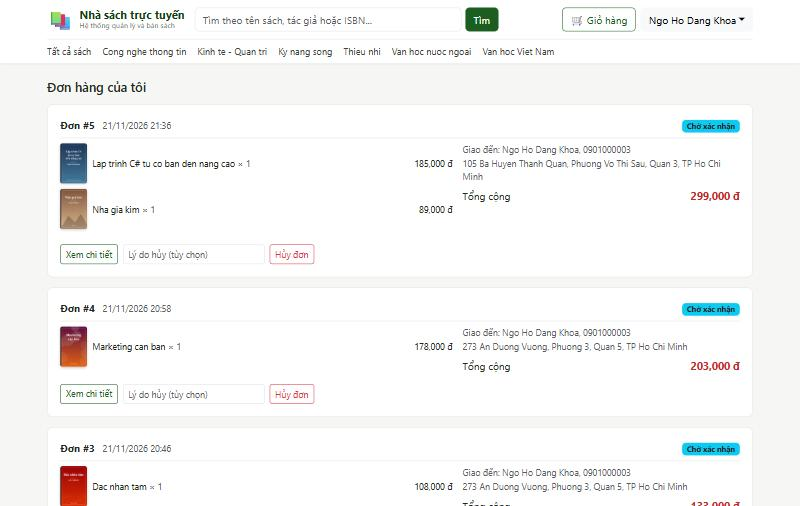 Nhà sách trực tuyến
Hệ thống quản lý và bán sách
Tìm theo tên sách, tác giả hoặc ISBN...
Tìm
🛒 Giỏ hàng
Ngo Ho Dang Khoa
Tất cả sách Cong nghe thong tin Kinh te - Quan tri Ky nang song Thieu nhi Van hoc nuoc ngoai Van hoc Viet Nam
Đơn hàng của tôi
Đơn #5 21/11/2026 21:36
Chờ xác nhận
Lap trinh C# tu co ban den nang cao × 1
185,000 đ
Nha gia kim × 1
89,000 đ
Giao đến: Ngo Ho Dang Khoa, 0901000003
105 Ba Huyen Thanh Quan, Phuong Vo Thi Sau, Quan 3, TP Ho Chi
Minh
Tổng cộng
299,000 đ
Xem chi tiết
Lý do hủy (tùy chọn)
Hủy đơn
Đơn #4 21/11/2026 20:58
Chờ xác nhận
Marketing can ban × 1
178,000 đ
Giao đến: Ngo Ho Dang Khoa, 0901000003
273 An Duong Vuong, Phuong 3, Quan 5, TP Ho Chi Minh
Tổng cộng
203,000 đ
Xem chi tiết
Lý do hủy (tùy chọn)
Hủy đơn
Đơn #3 21/11/2026 20:46
Chờ xác nhận
Dac nhan tam × 1
108,000 đ
Giao đến: Ngo Ho Dang Khoa, 0901000003
273 An Duong Vuong, Phuong 3, Quan 5, TP Ho Chi Minh
Tổng cộng
133,000 đ